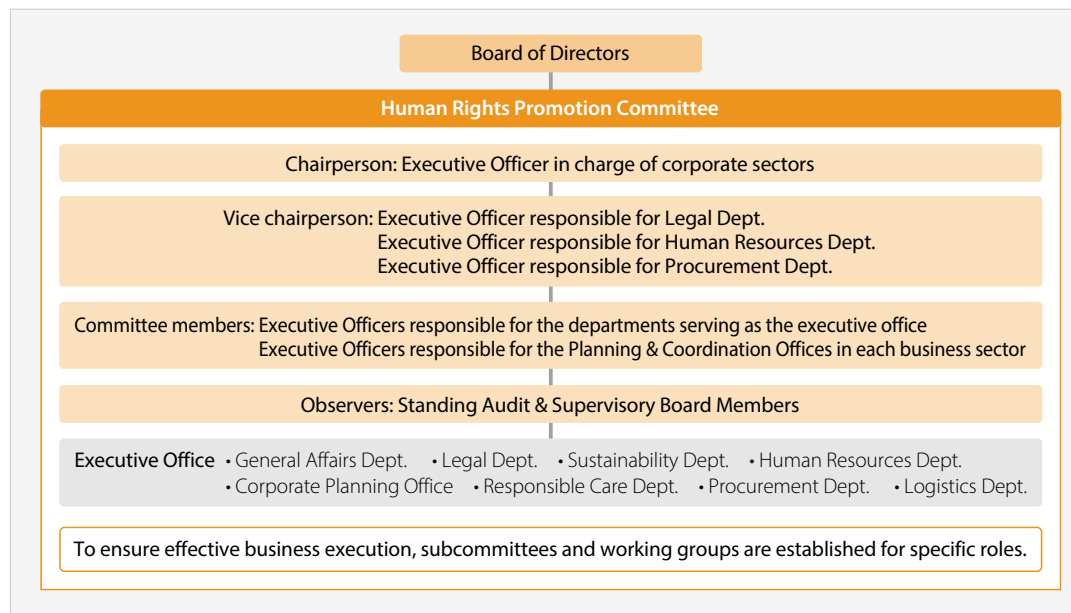 Board of Directors
Human Rights Promotion Committee
Chairperson: Executive Officer in charge of corporate sectors
Vice chairperson: Executive Officer responsible for Legal Dept.
Executive Officer responsible for Human Resources Dept.
Executive Officer responsible for Procurement Dept.
Committee members: Executive Officers responsible for the departments serving as the executive office
Executive Officers responsible for the Planning & Coordination Offices in each business sector
Observers: Standing Audit & Supervisory Board Members
Executive Office • General Affairs Dept. • Legal Dept. • Sustainability Dept. • Human Resources Dept.
• Corporate Planning Office • Responsible Care Dept. • Procurement Dept. • Logistics Dept.
To ensure effective business execution, subcommittees and working groups are established for specific roles.